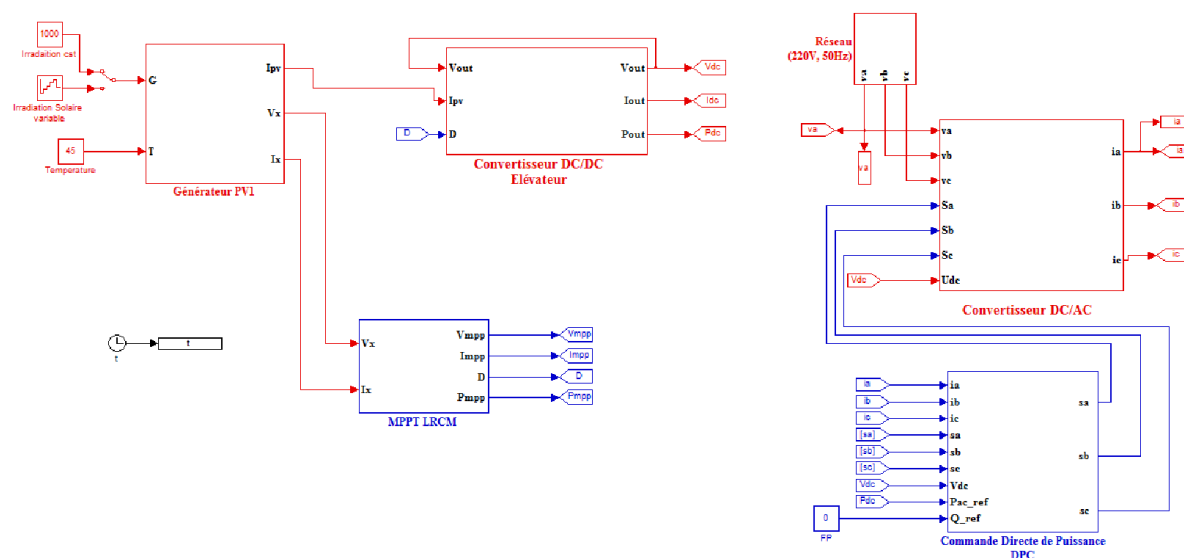 1000
Irradiation cst
Irradiation Solaire
variable
45
Temperature
G
T
Ipv
Vx
Ix
Générateur PV1
Vout
Ipv
D
D
Vout
Iout
Pout
Vdc
Idc
Pdc
Convertisseur DC/DC
Elévateur
Réseau
(220V, 50Hz)
va
vb
vc
va
va
va
vb
vc
Sa
Sb
Sc
Udc
Vdc
ia
ib
ic
ia
ia
ib
ic
Convertisseur DC/AC
t
t
Vx
Ix
Vmpp
Impp
D
Pmpp
Vmpp
Impp
D
Pmpp
MPPT LRCM
ia
ib
ic
[sa]
[sb]
[sc]
Vdc
Pdc
0
FP
ia
ib
ic
sa
sb
sc
Vdc
Pac_ref
Q_ref
sa
sb
sc
Commande Directe de Puissance
DPC